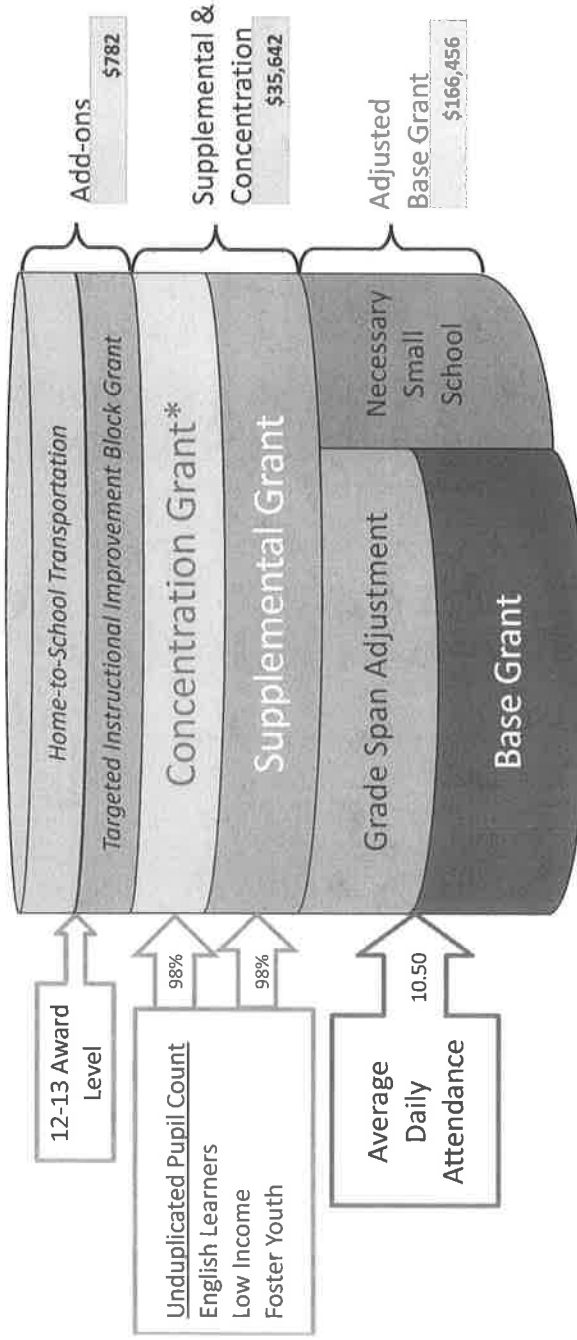 12-13 Award
Level
Unduplicated Pupil Count
English Learners
Low Income
Foster Youth
Average
Daily
Attendance
98%
98%
10.50
Home-to-School Transportation
Targeted Instructional Improvement Block Grant
Concentration Grant*
Supplemental Grant
Grade Span Adjustment
Base Grant
Necessary
Small
School
Add-ons
$782
Supplemental &
Concentration
$35,642
Adjusted
Base Grant
$166,456